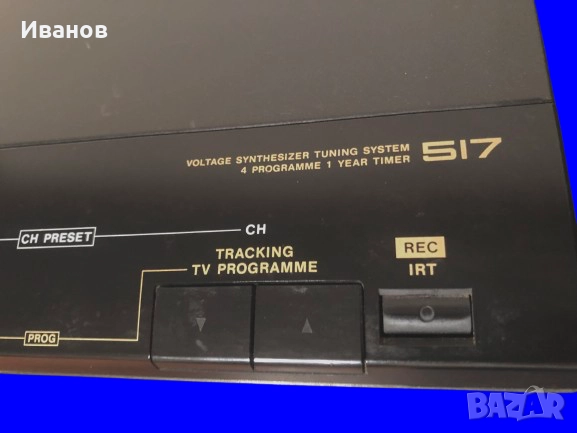 Иванов
VOLTAGE SYNTHESIZER TUNING SYSTEM
4 PROGRAMME 1 YEAR TIMER
517
CH PRESET
CH
TRACKING
TV PROGRAMME
REC
IRT
PROG
BAZAR